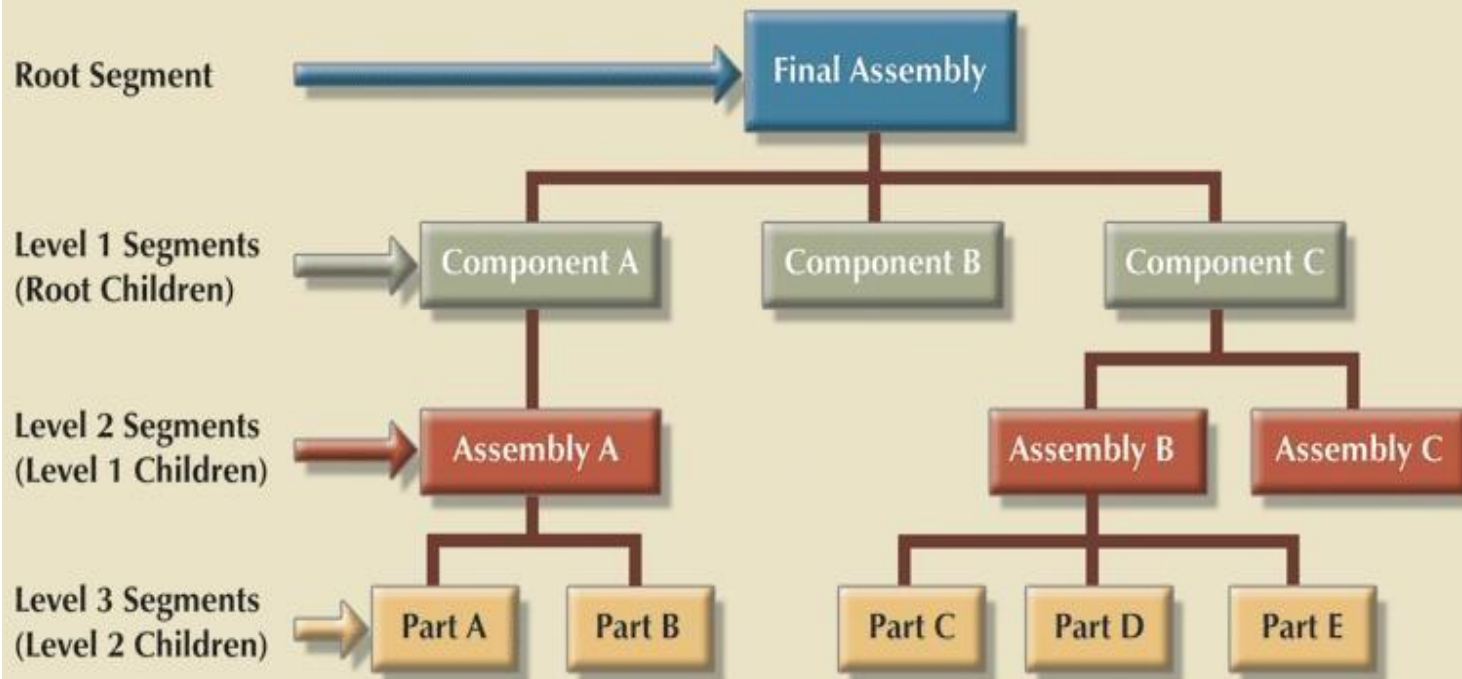 Root Segment
Final Assembly
Level 1 Segments
(Root Children)
Component A
Component B
Component C
Level 2 Segments
(Level 1 Children)
Assembly A
Assembly B
Assembly C
Level 3 Segments
(Level 2 Children)
Part A
Part B
Part C
Part D
Part E